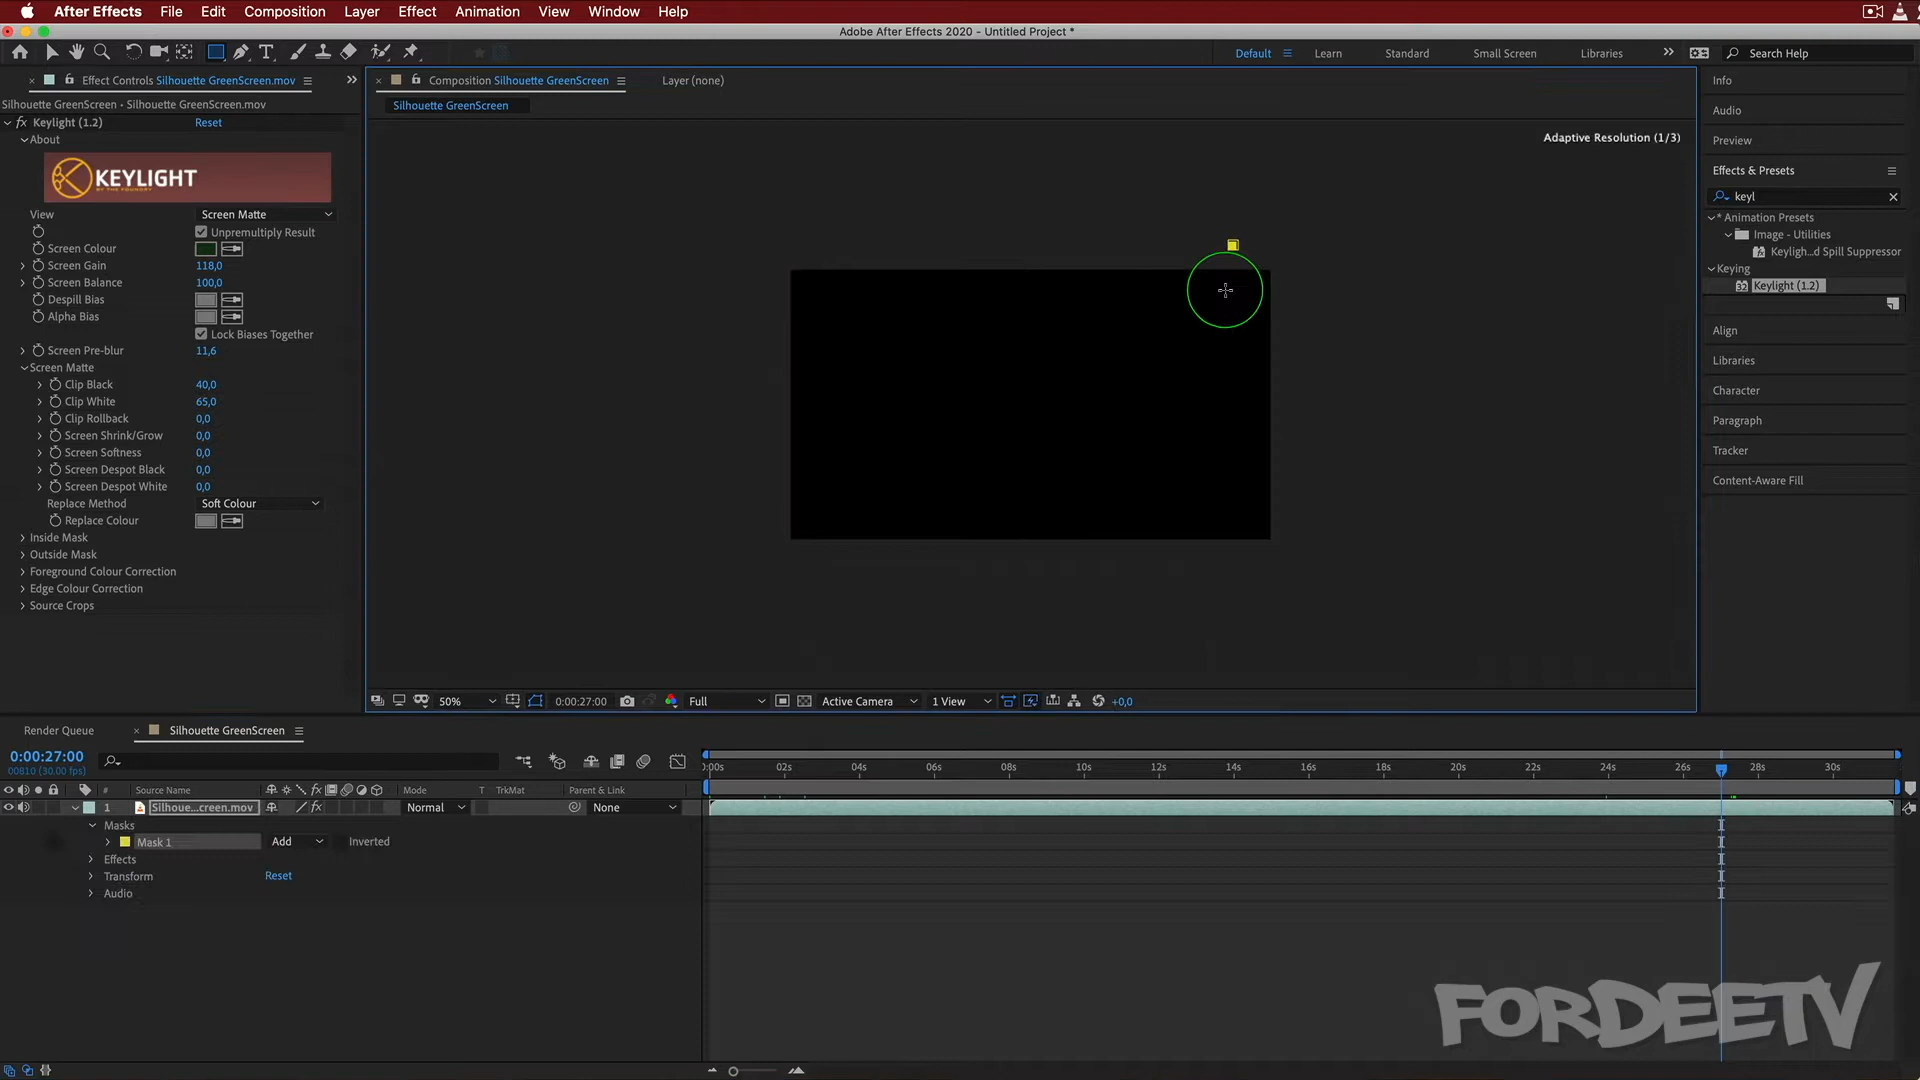 After Effects File Edit Composition Layer Effect Animation View Window Help
Adobe After Effects 2020 - Untitled Project *
Default Learn Standard Small Screen Libraries Search Help
Effect Controls Silhouette GreenScreen.mov
Composition Silhouette GreenScreen
Layer (none)
Silhouette GreenScreen • Silhouette GreenScreen.mov
Silhouette GreenScreen
fx Keylight (1.2) Reset
About
KEYLIGHT
BY THE FOUNDRY
View Screen Matte
Unpremultiply Result
Screen Colour
Screen Gain 118,0
Screen Balance 100,0
Despill Bias
Alpha Bias
Lock Biases Together
Screen Pre-blur 11,6
Screen Matte
Clip Black 40,0
Clip White 65,0
Clip Rollback 0,0
Screen Shrink/Grow 0,0
Screen Softness 0,0
Screen Despot Black 0,0
Screen Despot White 0,0
Replace Method Soft Colour
Replace Colour
Inside Mask
Outside Mask
Foreground Colour Correction
Edge Colour Correction
Source Crops
Adaptive Resolution (1/3)
50% 0:00:27:00 Full Active Camera 1 View +0,0
Info
Audio
Preview
Effects & Presets
keyl
* Animation Presets
Image - Utilities
Keyligh...d Spill Suppressor
Keying
32 Keylight (1.2)
Align
Libraries
Character
Paragraph
Tracker
Content-Aware Fill
Render Queue Silhouette GreenScreen
0:00:27:00
00810 (30.00 fps)
):00s 02s 04s 06s 08s 10s 12s 14s 16s 18s 20s 22s 24s 26s 28s 30s
# Source Name fx Mode T TrkMat Parent & Link
1 Silhoue...creen.mov fx Normal None
Masks
Mask 1 Add Inverted
Effects
Transform Reset
Audio
FORDEETV